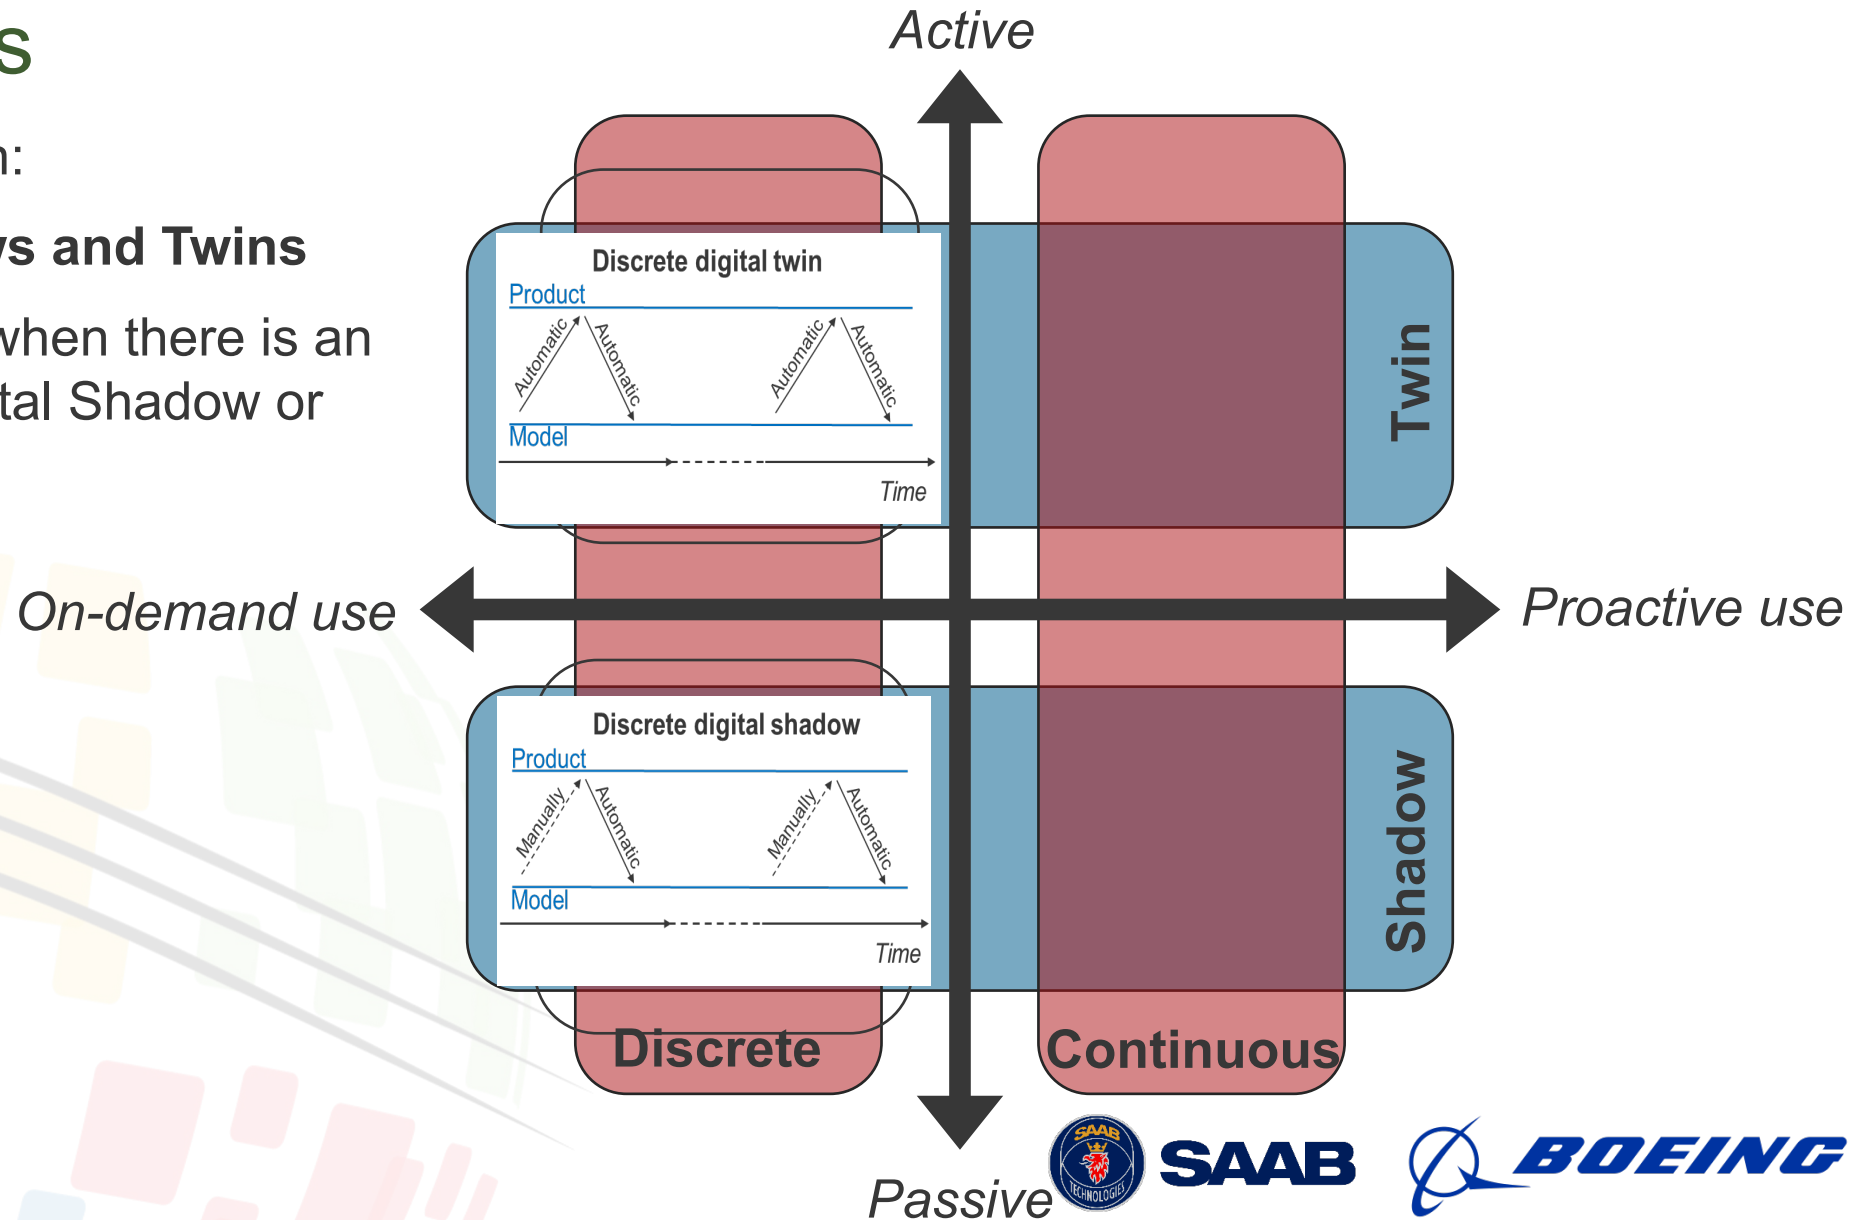 s
n:
ws and Twins
when there is an
tal Shadow or
Active
Discrete digital twin
Product
Automatic
Automatic
Automatic
Automatic
Model
Time
Twin
On-demand use
Proactive use
Discrete digital shadow
Product
Manually
Automatic
Manually
Automatic
Model
Time
Shadow
Discrete
Continuous
Passive
SAAB
TECHNOLOGIES
SAAB
BOEING